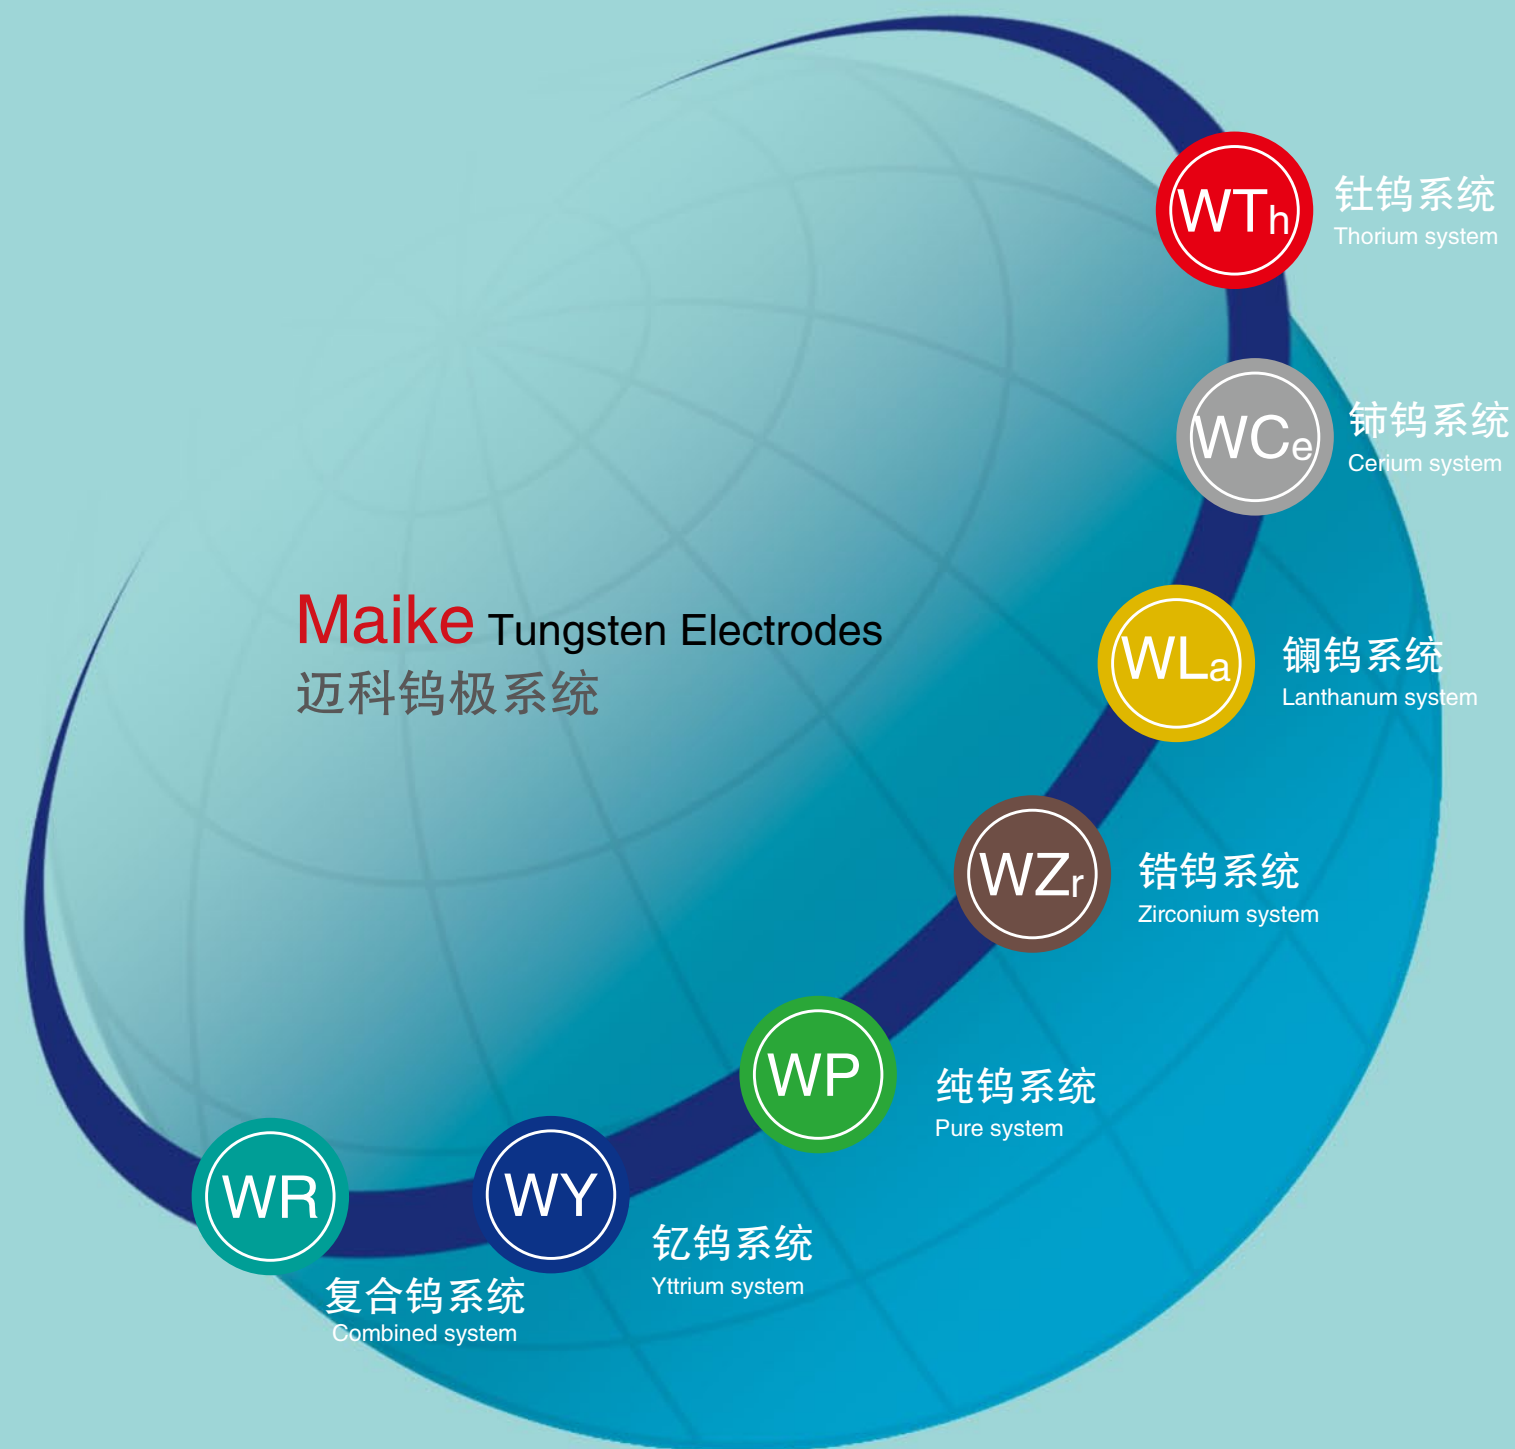 WTh
钍钨系统
Thorium system
WCe
铈钨系统
Cerium system
Maike Tungsten Electrodes
迈科钨极系统
WLa
镧钨系统
Lanthanum system
WZr
锆钨系统
Zirconium system
WP
纯钨系统
Pure system
WR
复合钨系统
Combined system
WY
钇钨系统
Yttrium system